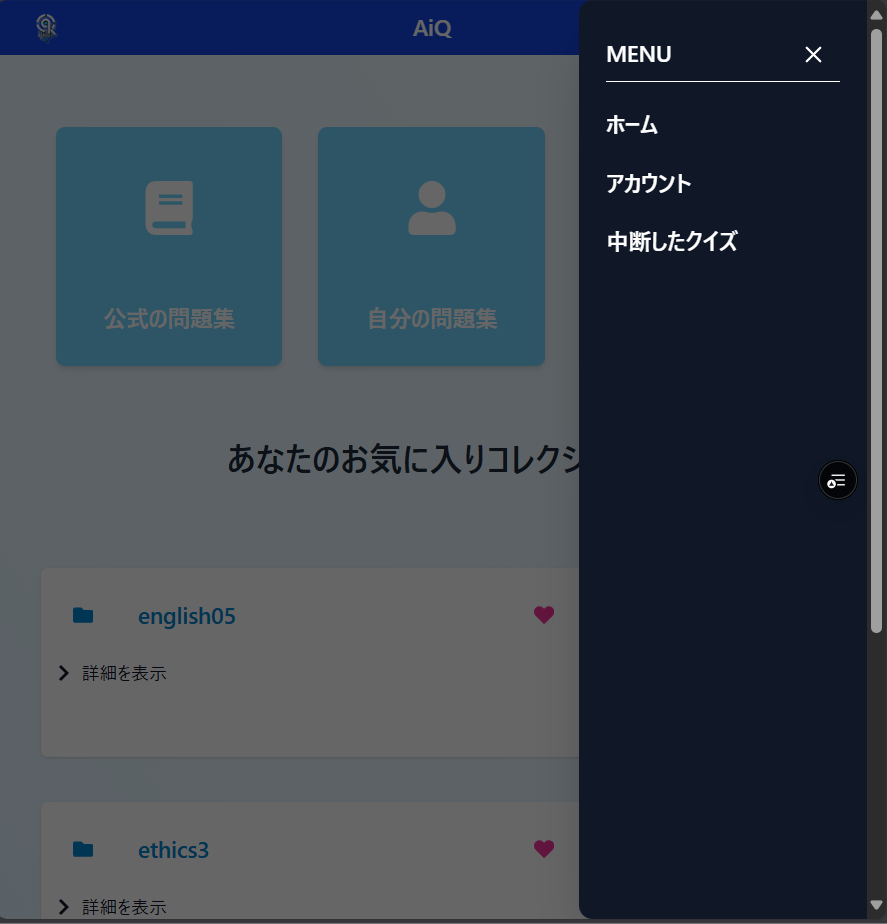 AiQ
MENU
ホーム
アカウント
中断したクイズ
公式の問題集
自分の問題集
あなたのお気に入りコレクシ
english05
詳細を表示
ethics3
詳細を表示